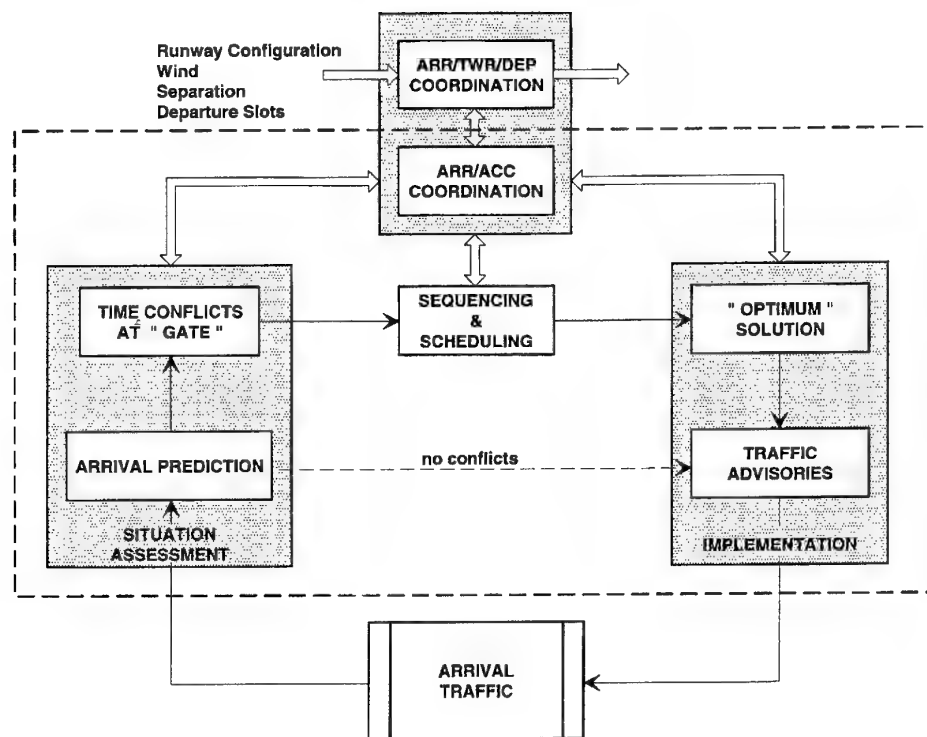 Runway Configuration
Wind
Separation
Departure Slots
ARR/TWR/DEP
COORDINATION
ARR/ACC
COORDINATION
TIME CONFLICTS
AT " GATE "
SEQUENCING
&
SCHEDULING
" OPTIMUM "
SOLUTION
ARRIVAL PREDICTION
no conflicts
TRAFFIC
ADVISORIES
SITUATION
ASSESSMENT
IMPLEMENTATION
ARRIVAL
TRAFFIC